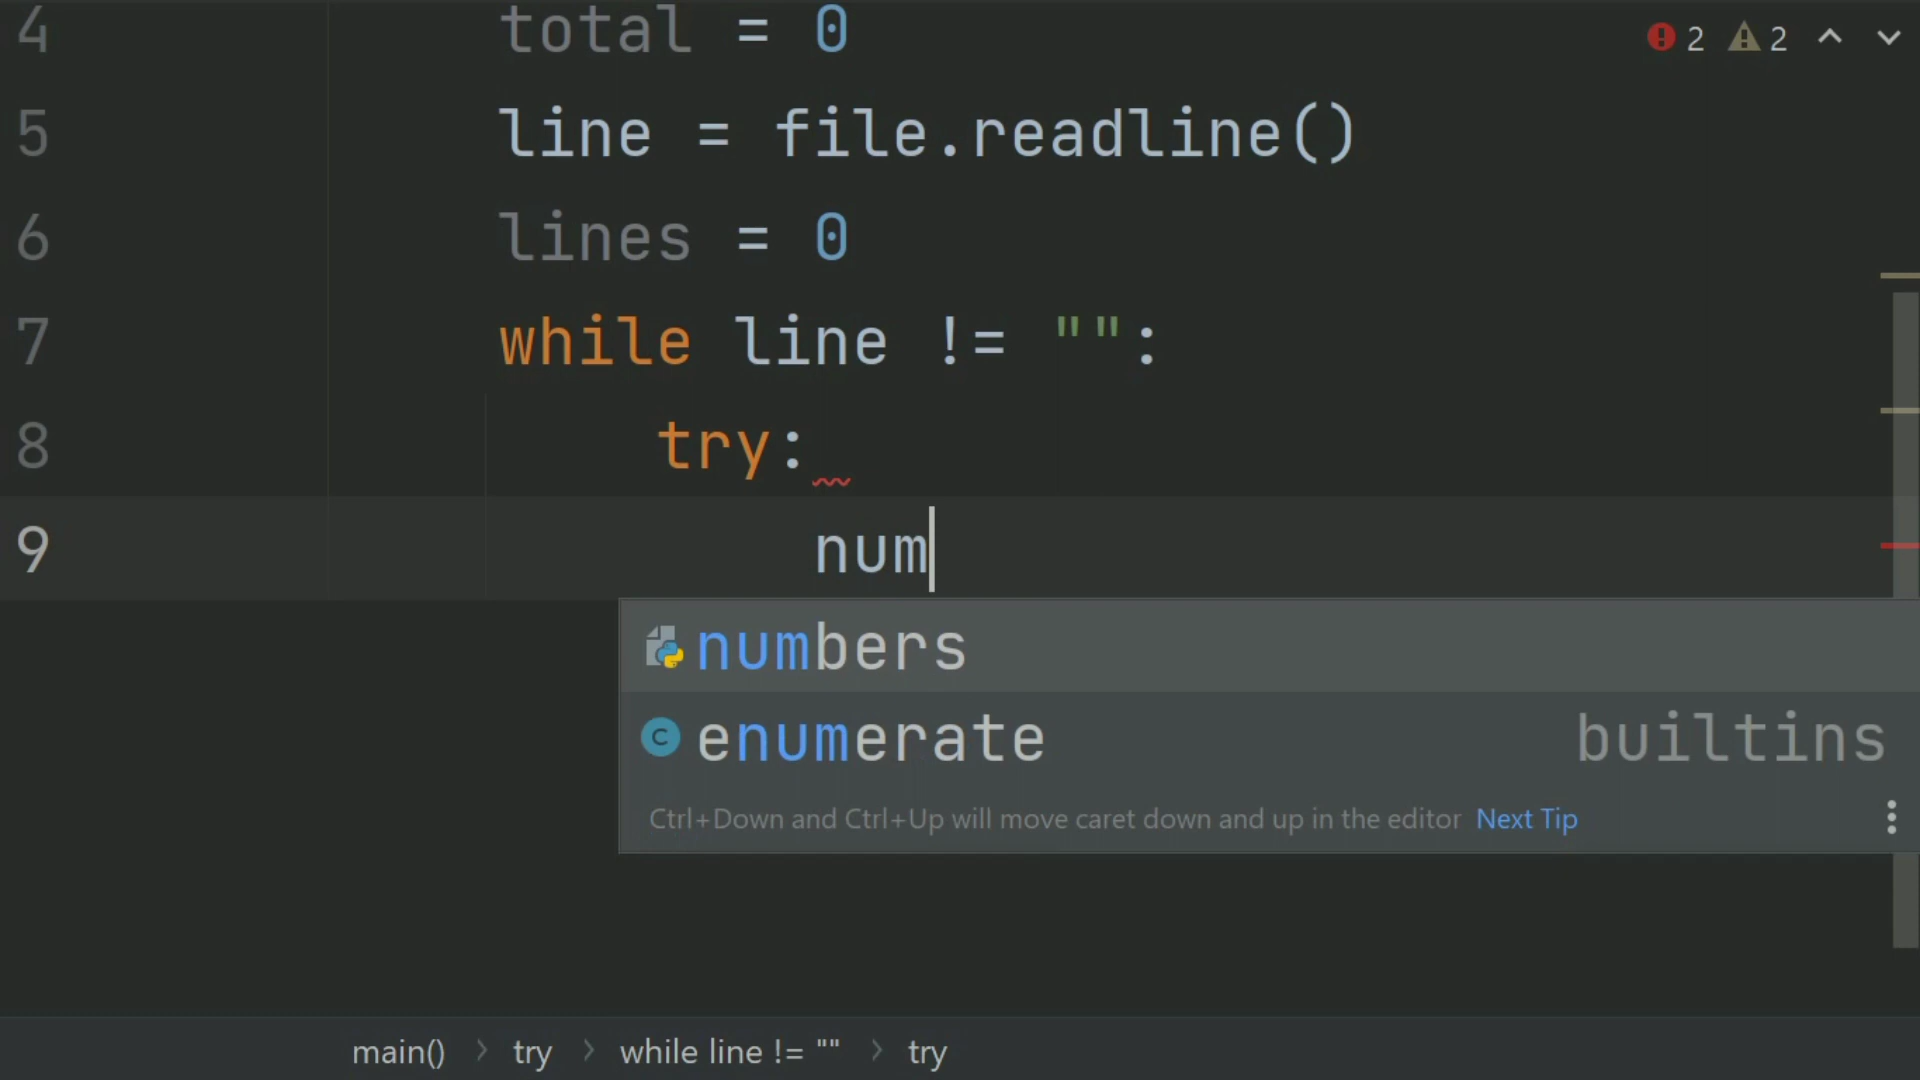 4 total = 0
2 2
5 line = file.readline()
6 lines = 0
7 while line != "":
8 try:
9 num
numbers
enumerate builtins
Ctrl+Down and Ctrl+Up will move caret down and up in the editor Next Tip
main() > try > while line != "" > try